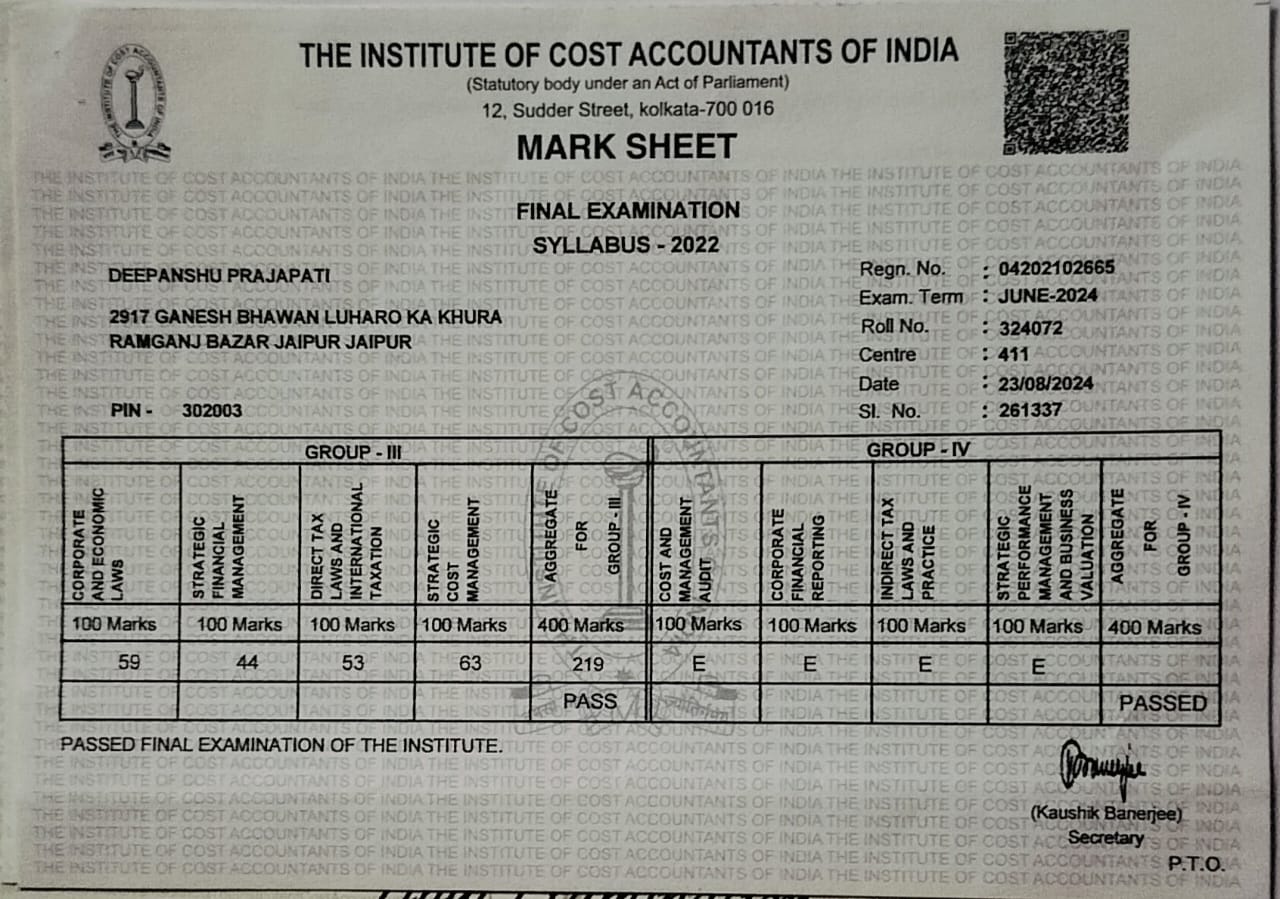 THE INSTITUTE OF COST ACCOUNTANTS OF INDIA
(Statutory body under an Act of Parliament)
12, Sudder Street, kolkata-700 016
MARK SHEET
FINAL EXAMINATION
SYLLABUS - 2022
DEEPANSHU PRAJAPATI
2917 GANESH BHAWAN LUHARO KA KHURA
RAMGANJ BAZAR JAIPUR JAIPUR
PIN - 302003
Regn. No. : 04202102665
Exam. Term : JUNE-2024
Roll No. : 324072
Centre : 411
Date : 23/08/2024
Sl. No. : 261337
GROUP - III
GROUP - IV
CORPORATE
AND ECONOMIC
LAWS
STRATEGIC
FINANCIAL
MANAGEMENT
DIRECT TAX
LAWS AND
INTERNATIONAL
TAXATION
STRATEGIC
COST
MANAGEMENT
AGGREGATE
FOR
GROUP - III
COST AND
MANAGEMENT
AUDIT
CORPORATE
FINANCIAL
REPORTING
INDIRECT TAX
LAWS AND
PRACTICE
STRATEGIC
PERFORMANCE
MANAGEMENT
AND BUSINESS
VALUATION
AGGREGATE
FOR
GROUP - IV
100 Marks 100 Marks 100 Marks 100 Marks 400 Marks 100 Marks 100 Marks 100 Marks 100 Marks 400 Marks
59 44 53 63 219 E E E E
PASS PASSED
PASSED FINAL EXAMINATION OF THE INSTITUTE.
(Kaushik Banerjee)
Secretary
P.T.O.